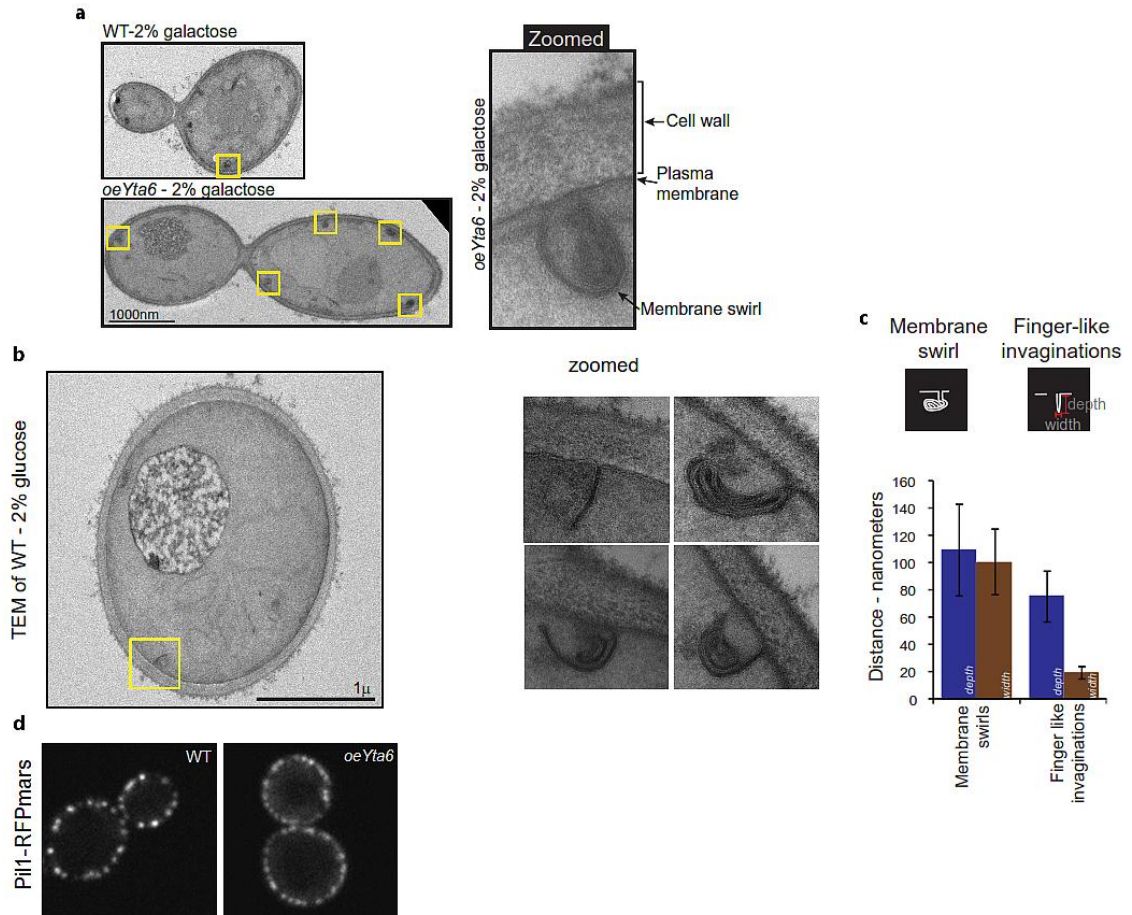 a
WT-2% galactose
oeYta6 - 2% galactose
1000nm
Zoomed
oeYta6 - 2% galactose
Cell wall
Plasma
membrane
Membrane swirl
b
TEM of WT - 2% glucose
1μ
zoomed
c
Membrane
swirl
Finger-like
invaginations
depth
width
Distance - nanometers
160
140
120
100
80
60
40
20
0
depth
width
depth
width
Membrane
swirls
Finger like
invaginations
d
Pil1-RFPmars
WT
oeYta6